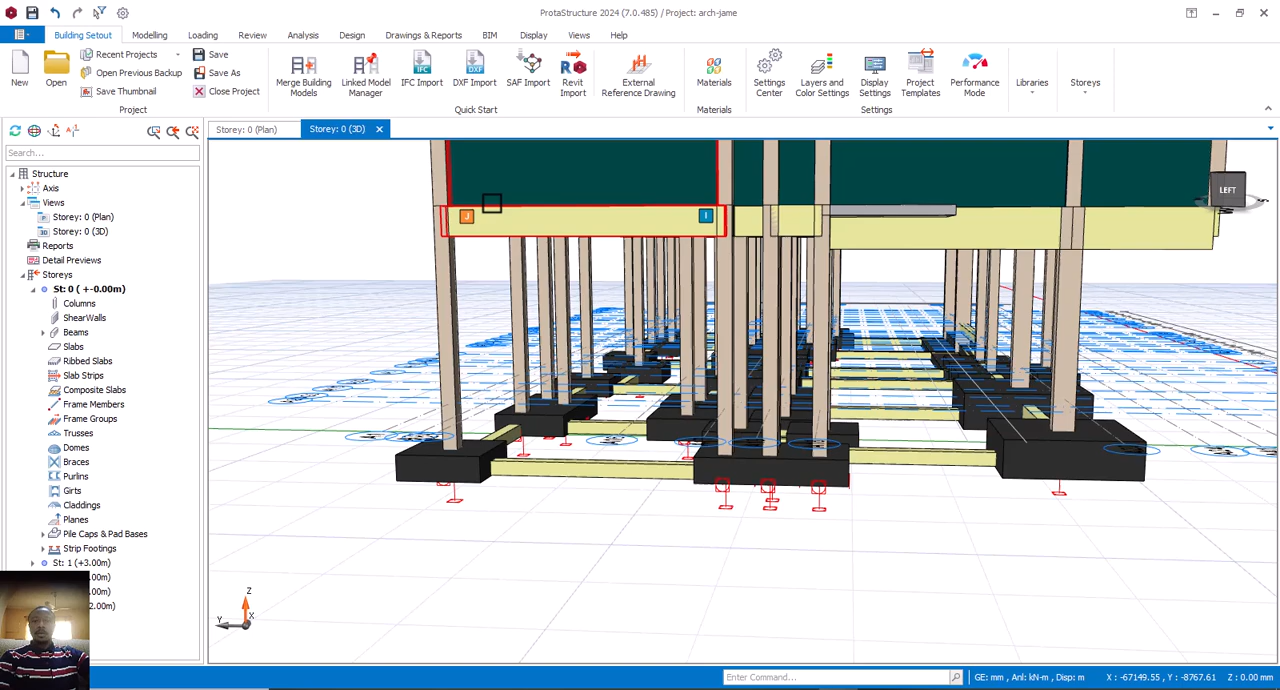 ProtaStructure 2024 (7.0.485) / Project: arch-jame
Building Setout
Modelling
Loading
Review
Analysis
Design
Drawings & Reports
BIM
Display
Views
Help
New
Open
Recent Projects
Open Previous Backup
Save Thumbnail
Save
Save As
Close Project
Project
Merge Building
Models
Linked Model
Manager
IFC Import
DXF Import
SAF Import
Revit
Import
External
Reference Drawing
Quick Start
Materials
Materials
Settings
Center
Layers and
Color Settings
Display
Settings
Project
Templates
Performance
Mode
Settings
Libraries
Storeys
Storey: 0 (Plan)
Storey: 0 (3D)
Search...
Structure
Axis
Views
Storey: 0 (Plan)
Storey: 0 (3D)
Reports
Detail Previews
Storeys
St: 0 ( +-0.00m)
Columns
ShearWalls
Beams
Slabs
Ribbed Slabs
Slab Strips
Composite Slabs
Frame Members
Frame Groups
Trusses
Domes
Braces
Purlins
Girts
Claddings
Planes
Pile Caps & Pad Bases
Strip Footings
St: 1 (+3.00m)
.00m)
.00m)
2.00m)
J
I
LEFT
Z
Y
X
Enter Command...
GE: mm , Anl: kN-m , Disp: m
X : -67149.55 , Y : -8767.61
Z: 0.00 mm